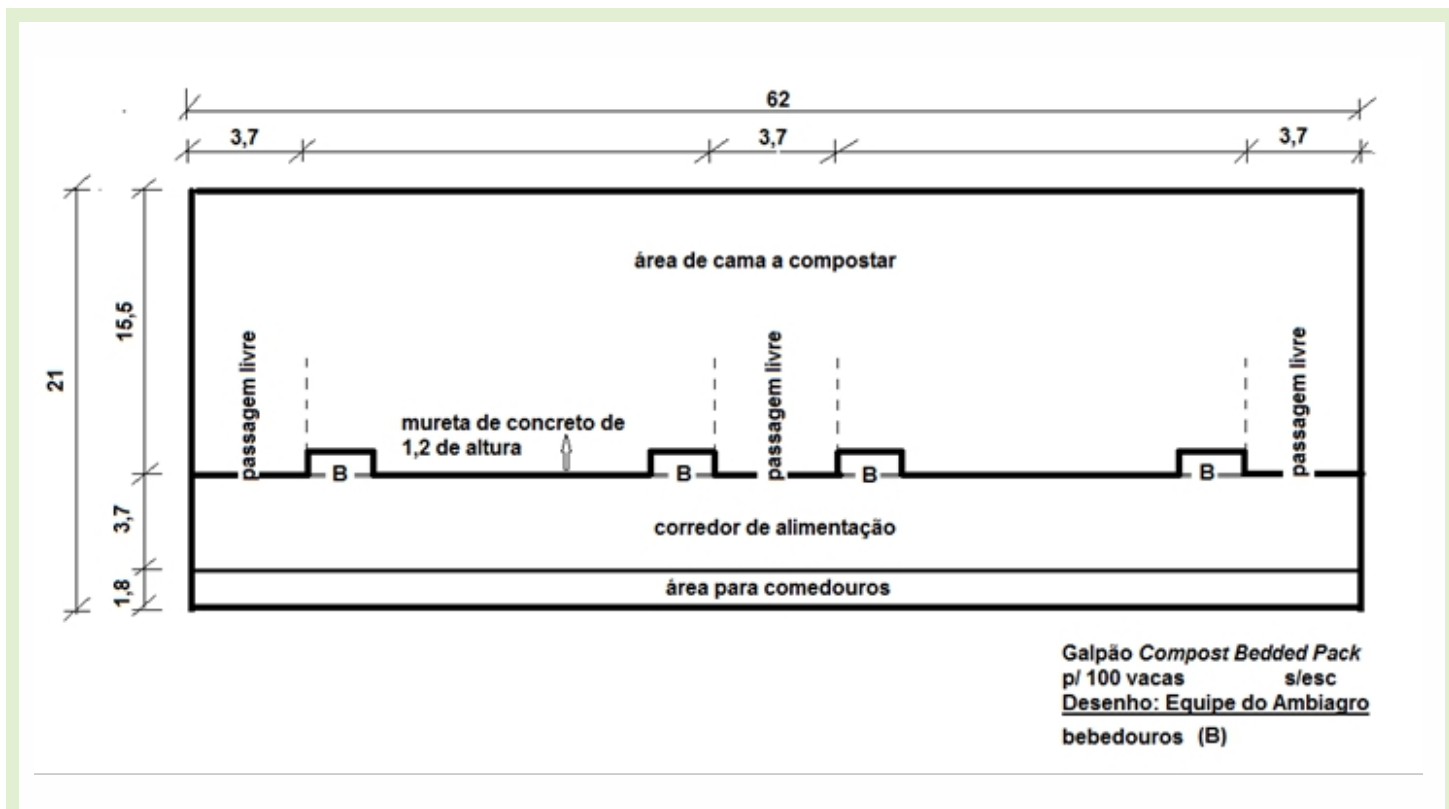 62
3,7
3,7
3,7
área de cama a compostar
15,5
21
passagem livre
passagem livre
passagem livre
mureta de concreto de
1,2 de altura
B
B
B
B
3,7
corredor de alimentação
1,8
área para comedouros
Galpão Compost Bedded Pack
p/ 100 vacas s/esc
Desenho: Equipe do Ambiagro
bebedouros (B)